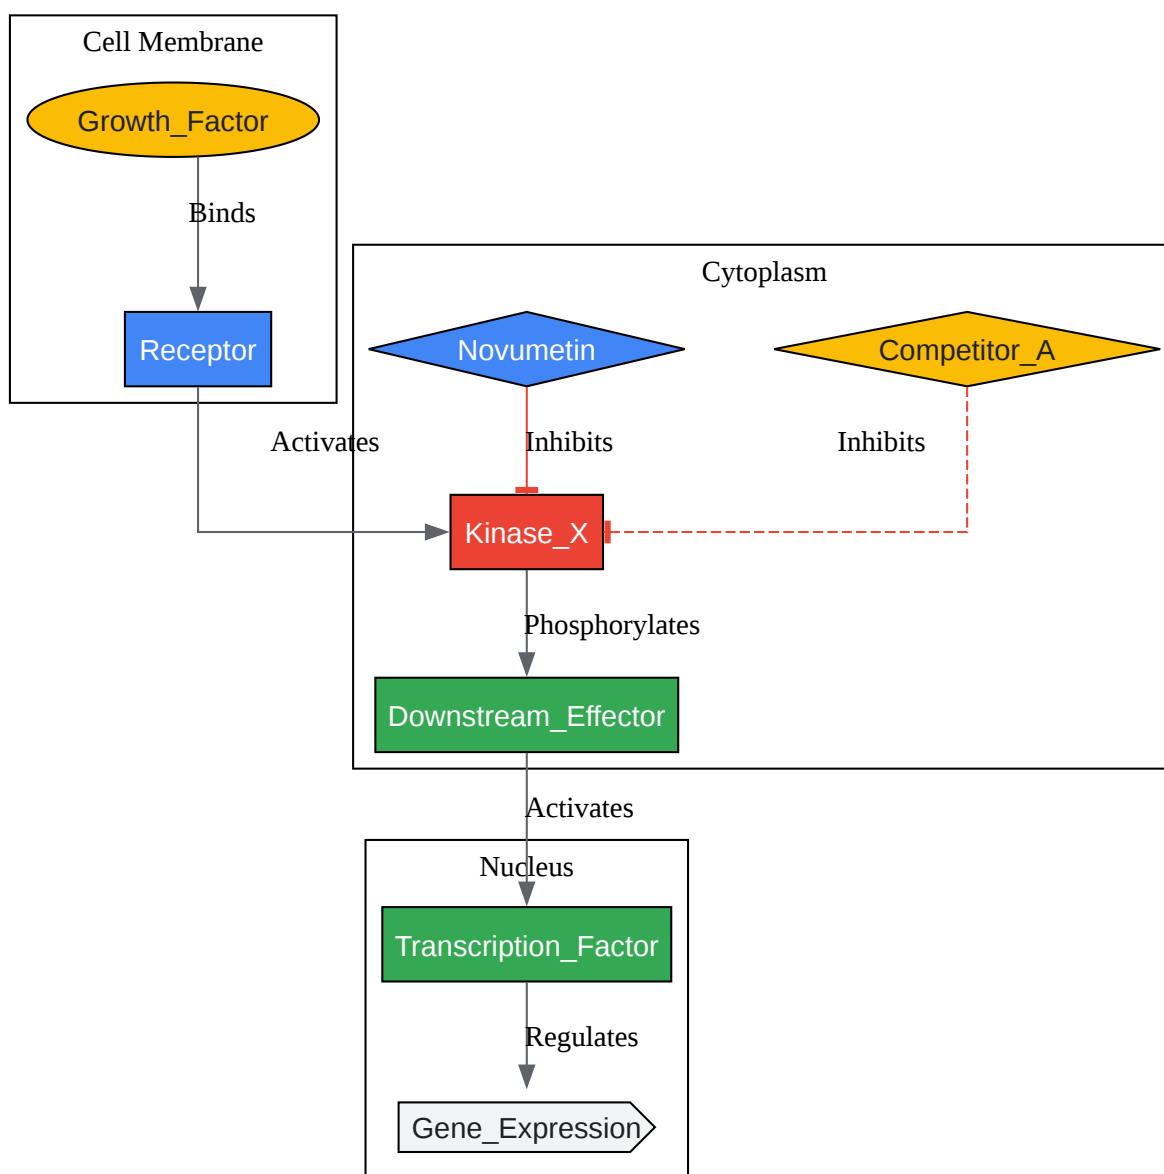 Cell Membrane
Growth_Factor
Binds
Cytoplasm
Receptor
Novumetin
Competitor_A
Activates
Inhibits
Inhibits
Kinase_X
Phosphorylates
Downstream_Effector
Activates
Nucleus
Transcription_Factor
Regulates
Gene_Expression